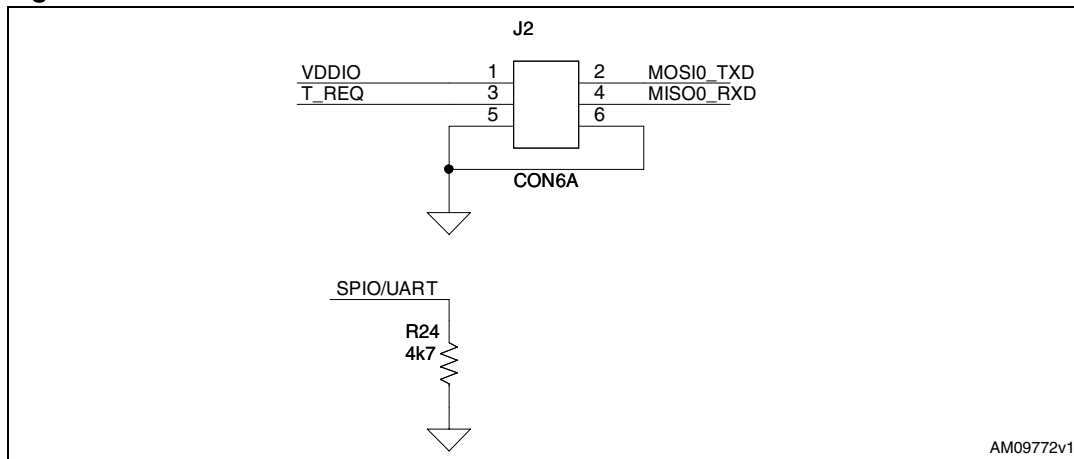 J2
VDDIO 1 2 MOSI0_TXD
T_REQ 3 4 MISO0_RXD
5 6
CON6A
SPIO/UART
R24
4k7
AM09772v1